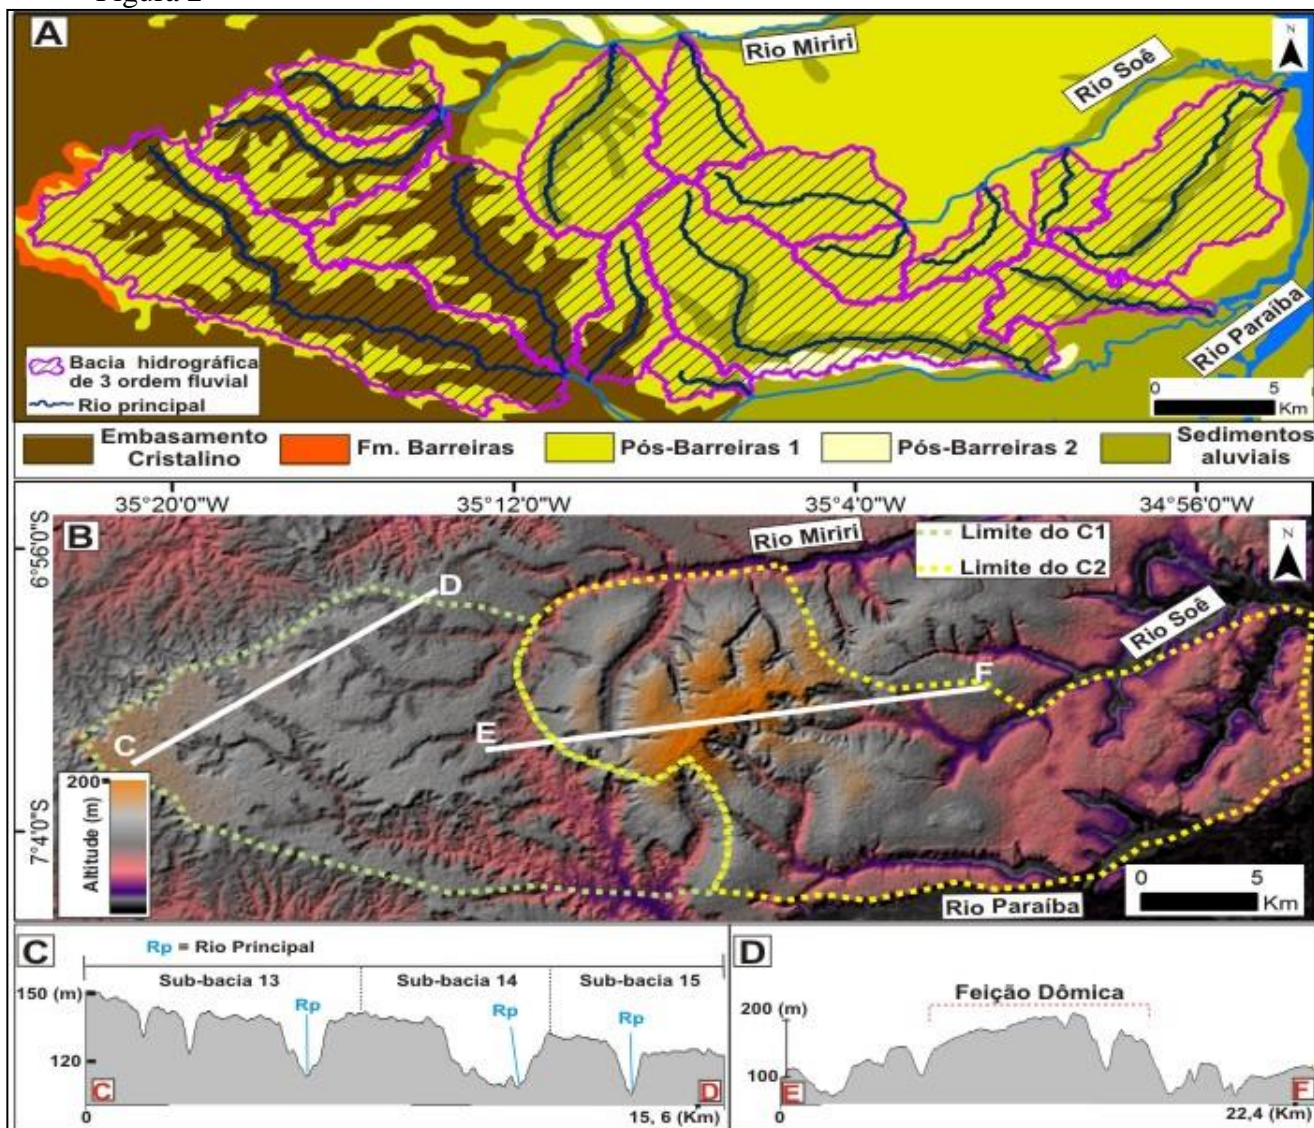 Figura 2
A
Rio Miriri
N
Rio Soê
Rio Paraíba
Bacia hidrográfica
de 3 ordem fluvial
Rio principal
0 5
Km
Embasamento
Cristalino
Fm. Barreiras
Pós-Barreiras 1
Pós-Barreiras 2
Sedimentos
aluviais
35°20'0"W 35°12'0"W 35°4'0"W 34°56'0"W
6°56'0"S
7°4'0"S
B
Rio Miriri
Limite do C1
Limite do C2
N
Rio Soê
D
C
E
F
200
Altitude (m)
0 5
Km
Rio Paraíba
C
Rp = Rio Principal
Sub-bacia 13 Sub-bacia 14 Sub-bacia 15
150 (m)
120
Rp
Rp
Rp
C
D
0 15, 6 (Km)
D
Feição Dômica
200 (m)
100
E
F
0 22,4 (Km)